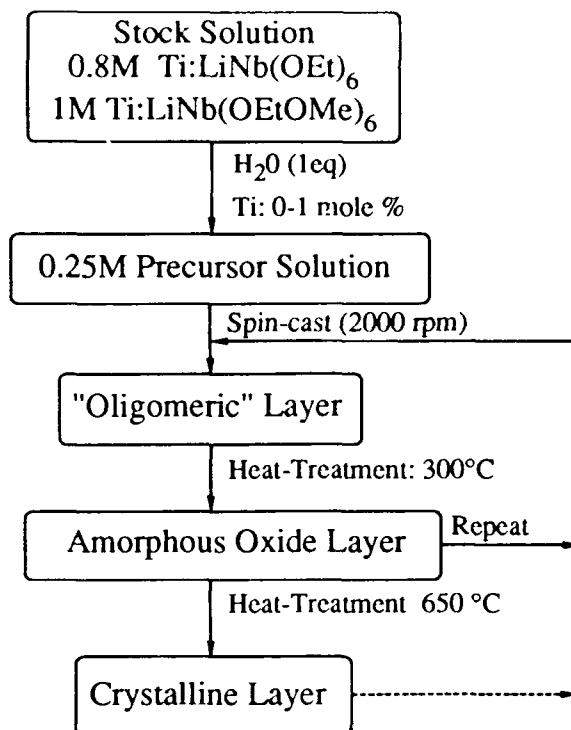 Stock Solution
0.8M Ti:LiNb(OEt)6
1M Ti:LiNb(OEtOMe)6
H20 (1eq)
Ti: 0-1 mole %
0.25M Precursor Solution
Spin-cast (2000 rpm)
"Oligomeric" Layer
Heat-Treatment: 300°C
Amorphous Oxide Layer
Repeat
Heat-Treatment 650 °C
Crystalline Layer